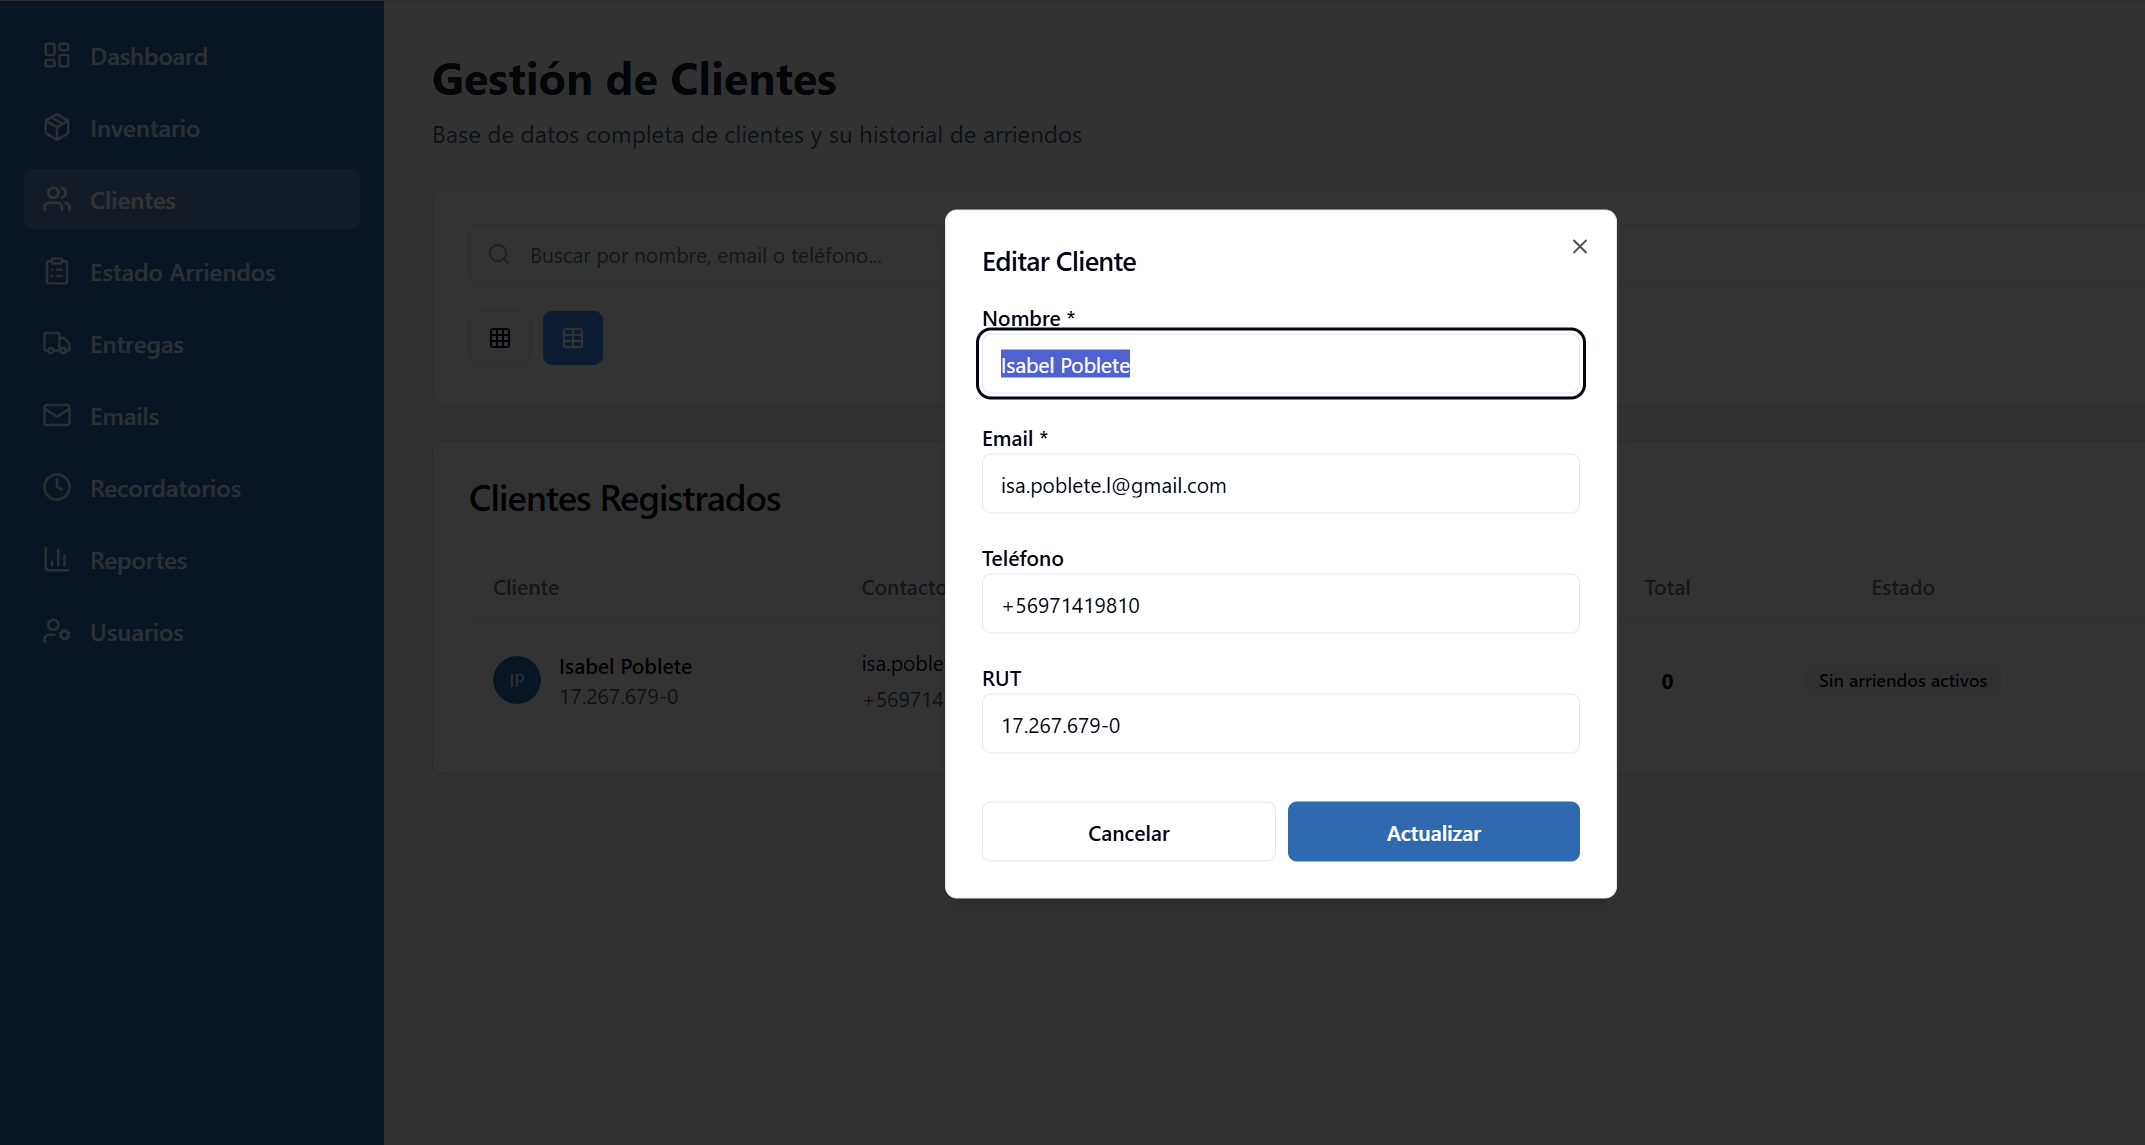 Dashboard
Inventario
Clientes
Estado Arriendos
Entregas
Emails
Recordatorios
Reportes
Usuarios
Gestión de Clientes
Base de datos completa de clientes y su historial de arriendos
Buscar por nombre, email o teléfono...
Clientes Registrados
Cliente
Contacto
Total
Estado
IP
Isabel Poblete
17.267.679-0
isa.poble
+569714
0
Sin arriendos activos
Editar Cliente
Nombre *
Isabel Poblete
Email *
isa.poblete.l@gmail.com
Teléfono
+56971419810
RUT
17.267.679-0
Cancelar
Actualizar